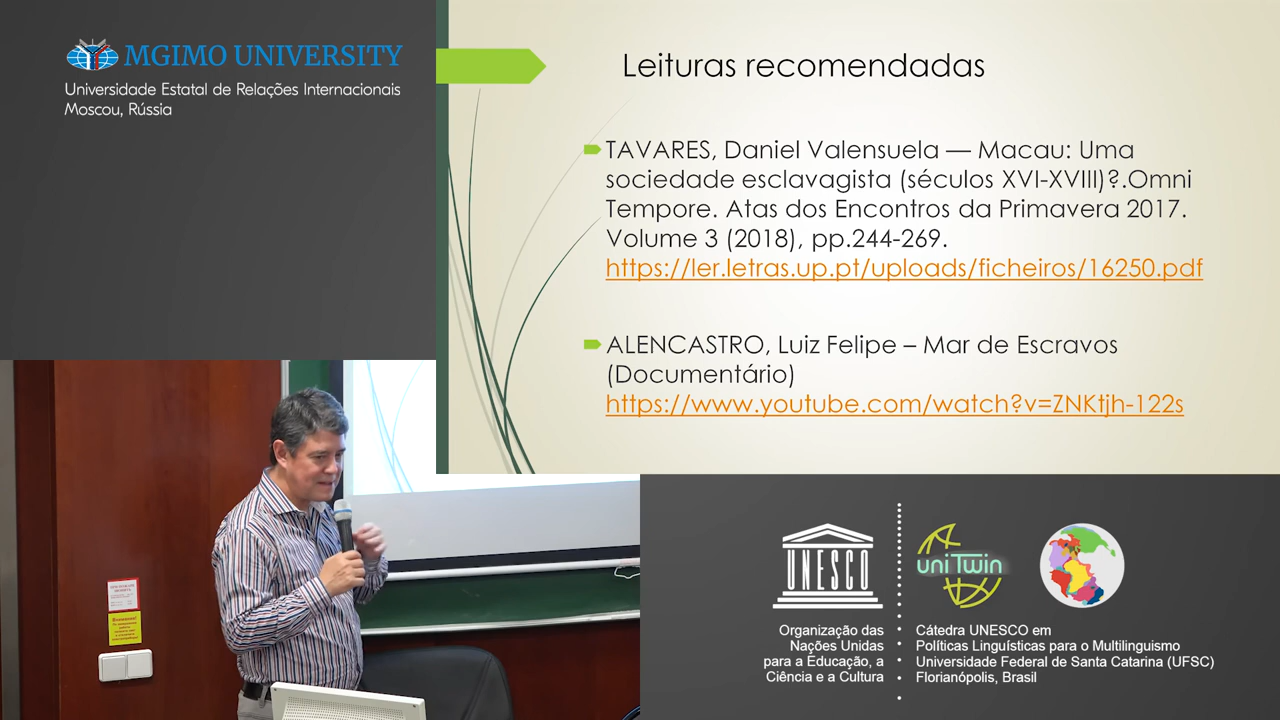 MGIMO UNIVERSITY
Universidade Estatal de Relações Internacionais
Moscou, Rússia
Leituras recomendadas
TAVARES, Daniel Valensuela — Macau: Uma
sociedade esclavagista (séculos XVI-XVIII)?.Omni
Tempore. Atas dos Encontros da Primavera 2017.
Volume 3 (2018), pp.244-269.
https://ler.letras.up.pt/uploads/ficheiros/16250.pdf
ALENCASTRO, Luiz Felipe – Mar de Escravos
(Documentário)
https://www.youtube.com/watch?v=ZNKtjh-122s
UNESCO
Organização das
Nações Unidas
para a Educação, a
Ciência e a Cultura
uniTwin
Cátedra UNESCO em
Políticas Linguísticas para o Multilinguismo
Universidade Federal de Santa Catarina (UFSC)
Florianópolis, Brasil